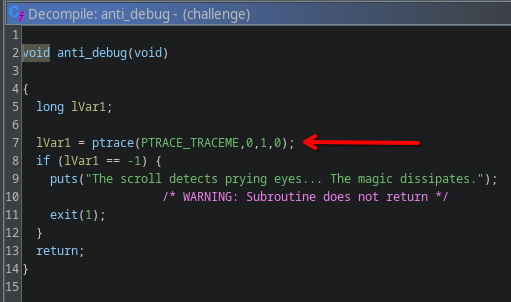 Decompile: anti_debug - (challenge)
1
2 void anti_debug(void)
3
4 {
5 long lVar1;
6
7 lVar1 = ptrace(PTRACE_TRACEME,0,1,0);
8 if (lVar1 == -1) {
9 puts("The scroll detects prying eyes... The magic dissipates.");
10 /* WARNING: Subroutine does not return */
11 exit(1);
12 }
13 return;
14 }
15